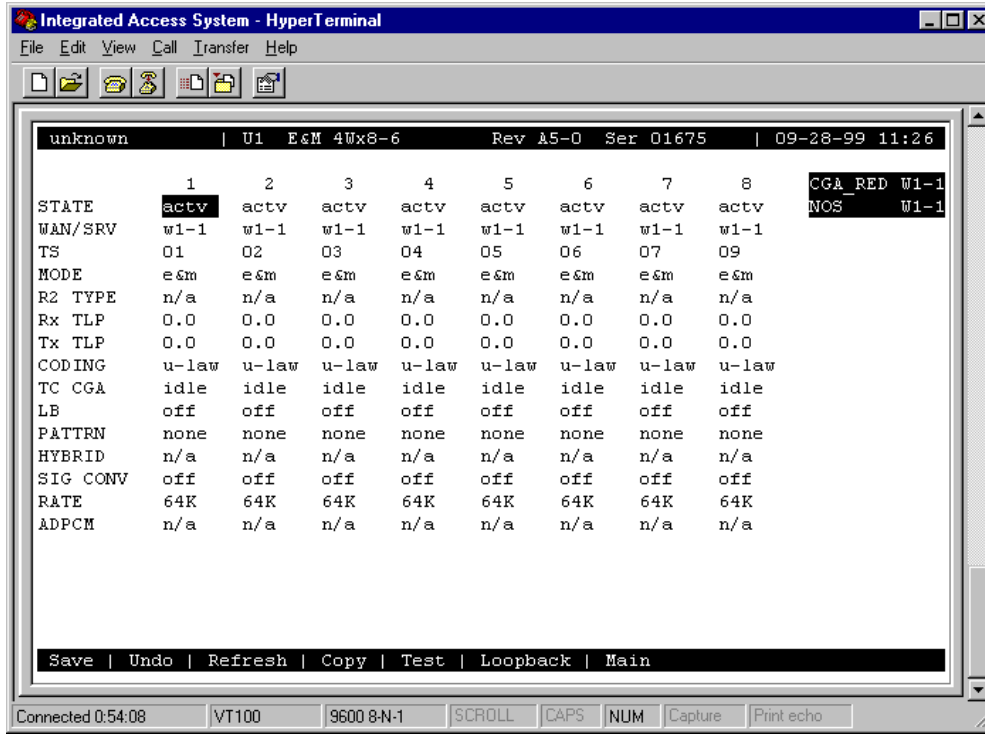 Integrated Access System - HyperTerminal
File Edit View Call Transfer Help
unknown | U1 E&M 4Wx8-6 Rev A5-0 Ser 01675 | 09-28-99 11:26
1 2 3 4 5 6 7 8 CGA_RED W1-1
STATE actv actv actv actv actv actv actv actv NOS W1-1
WAN/SRV w1-1 w1-1 w1-1 w1-1 w1-1 w1-1 w1-1 w1-1
TS 01 02 03 04 05 06 07 09
MODE e&m e&m e&m e&m e&m e&m e&m e&m
R2 TYPE n/a n/a n/a n/a n/a n/a n/a n/a
Rx TLP 0.0 0.0 0.0 0.0 0.0 0.0 0.0 0.0
Tx TLP 0.0 0.0 0.0 0.0 0.0 0.0 0.0 0.0
CODING u-law u-law u-law u-law u-law u-law u-law u-law
TC CGA idle idle idle idle idle idle idle idle
LB off off off off off off off off
PATTRN none none none none none none none none
HYBRID n/a n/a n/a n/a n/a n/a n/a n/a
SIG CONV off off off off off off off off
RATE 64K 64K 64K 64K 64K 64K 64K 64K
ADPCM n/a n/a n/a n/a n/a n/a n/a n/a
Save | Undo | Refresh | Copy | Test | Loopback | Main
Connected 0:54:08 VT100 9600 8-N-1 SCROLL CAPS NUM Capture Print echo